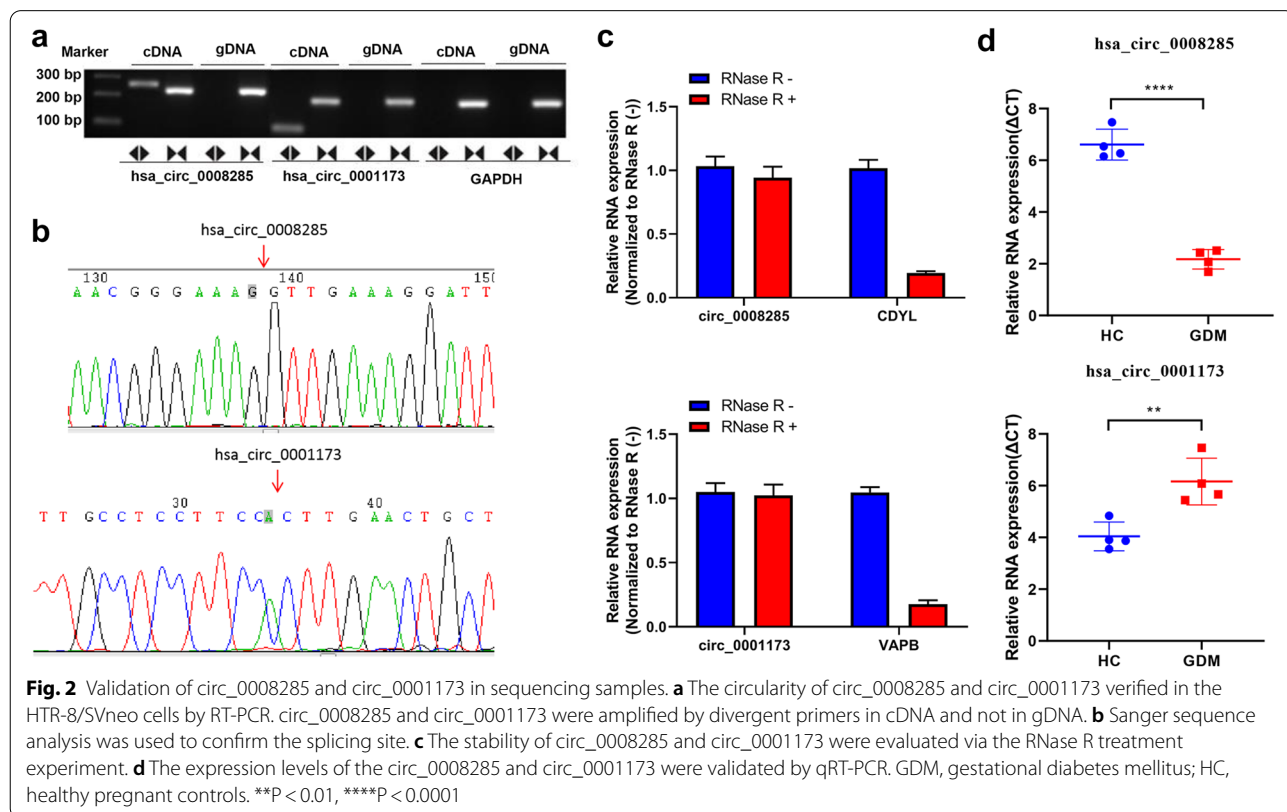 a
Marker cDNA gDNA cDNA gDNA cDNA gDNA
300 bp
200 bp
100 bp
hsa_circ_0008285 hsa_circ_0001173 GAPDH
b
hsa_circ_0008285
130 140 150
A A C G G G A A A G G T T G A A A G G A T T
hsa_circ_0001173
30 40
T T G C C T C C T T C C A C T T G A A C T G C T
c
RNase R -
RNase R +
Relative RNA expression
(Normalized to RNase R (-)
1.5
1.0
0.5
0.0
circ_0008285 CDYL
RNase R -
RNase R +
Relative RNA expression
(Normalized to RNase R (-)
1.5
1.0
0.5
0.0
circ_0001173 VAPB
d
hsa_circ_0008285
****
Relative RNA expression(ΔCT)
8
6
4
2
0
HC GDM
hsa_circ_0001173
**
Relative RNA expression(ΔCT)
8
6
4
2
0
HC GDM
Fig. 2 Validation of circ_0008285 and circ_0001173 in sequencing samples. a The circularity of circ_0008285 and circ_0001173 verified in the
HTR-8/SVneo cells by RT-PCR. circ_0008285 and circ_0001173 were amplified by divergent primers in cDNA and not in gDNA. b Sanger sequence
analysis was used to confirm the splicing site. c The stability of circ_0008285 and circ_0001173 were evaluated via the RNase R treatment
experiment. d The expression levels of the circ_0008285 and circ_0001173 were validated by qRT-PCR. GDM, gestational diabetes mellitus; HC,
healthy pregnant controls. **P < 0.01, ****P < 0.0001